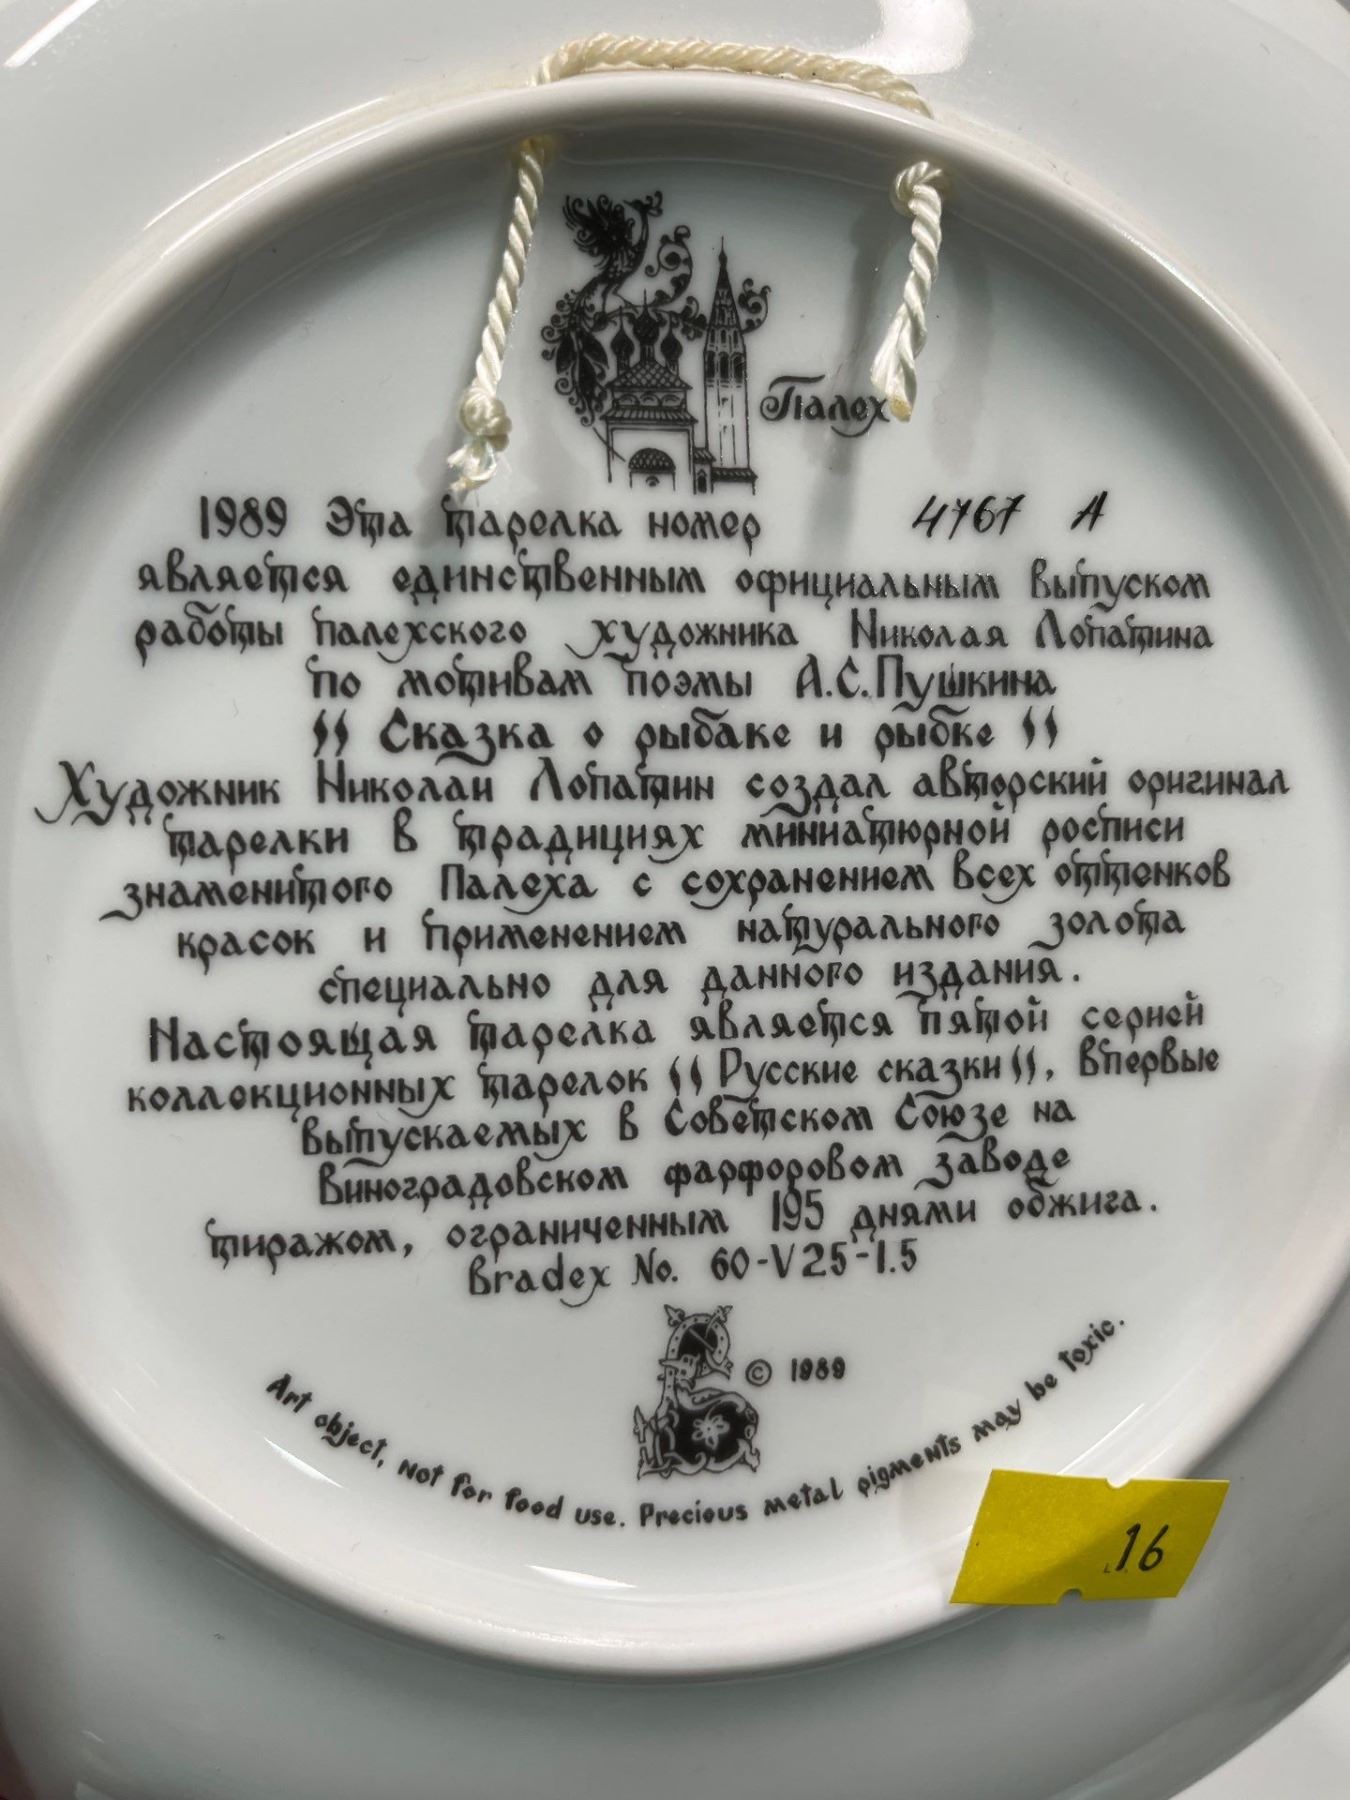 Палех
1989 Эта тарелка номер 4767 А
является единственным официальным выпуском
работы палехского художника Николая Лопатина
по мотивам поэмы А.С.Пушкина
"Сказка о рыбаке и рыбке"
Художник Николаи Лопатин создал авторский оригинал
тарелки в традициях миниатюрной росписи
знаменитого Палеха с сохранением всех оттенков
красок и применением натурального золота
специально для данного издания.
Настоящая тарелка является пятой серией
коллекционных тарелок "Русские сказки", впервые
выпускаемых в Советском Союзе на
Виноградовском фарфоровом заводе
тиражом, ограниченным 195 днями обжига.
Bradex No. 60-V25-1.5
© 1989
Art object, not for food use. Precious metal pigments may be toxic.
16